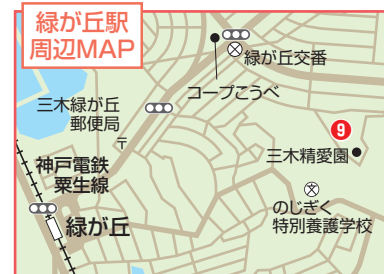 緑が丘駅
周辺MAP
緑が丘交番
コープこうべ
三木緑が丘
郵便局
〒
9
三木精愛園
神戸電鉄
粟生線
緑が丘
文
のじぎく
特別養護学校